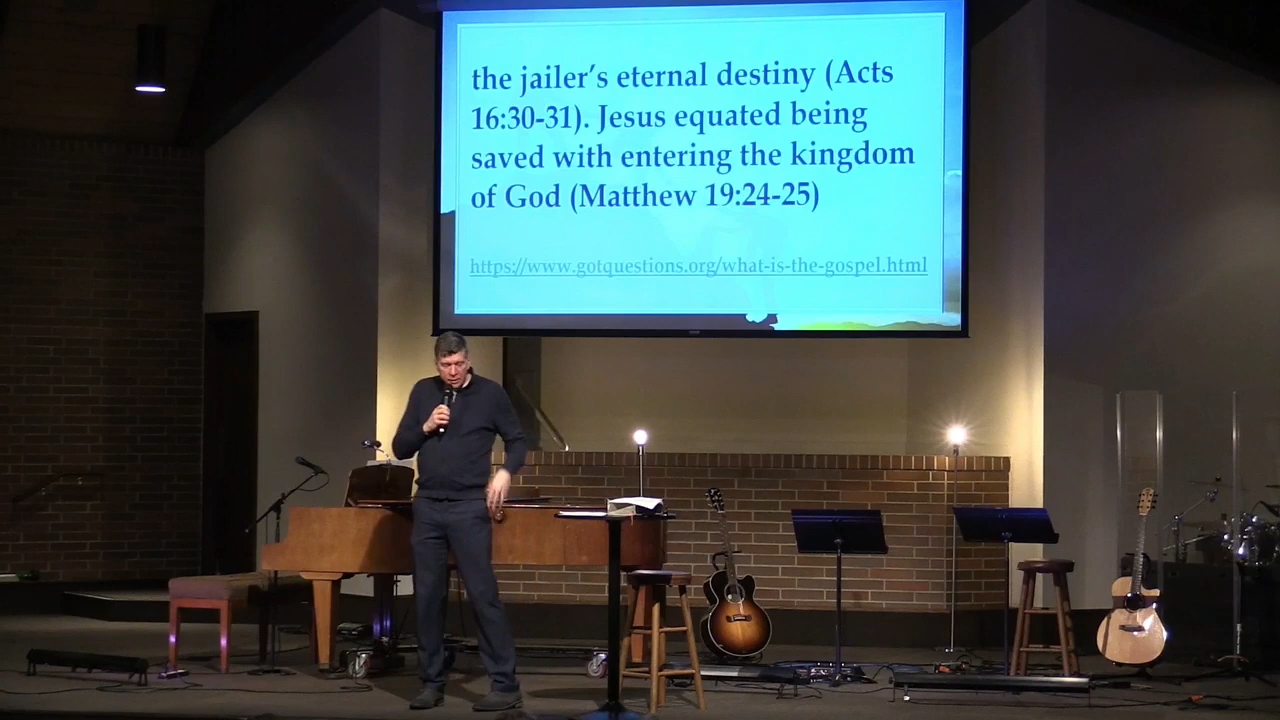 the jailer’s eternal destiny (Acts
16:30-31). Jesus equated being
saved with entering the kingdom
of God (Matthew 19:24-25)
https://www.gotquestions.org/what-is-the-gospel.html